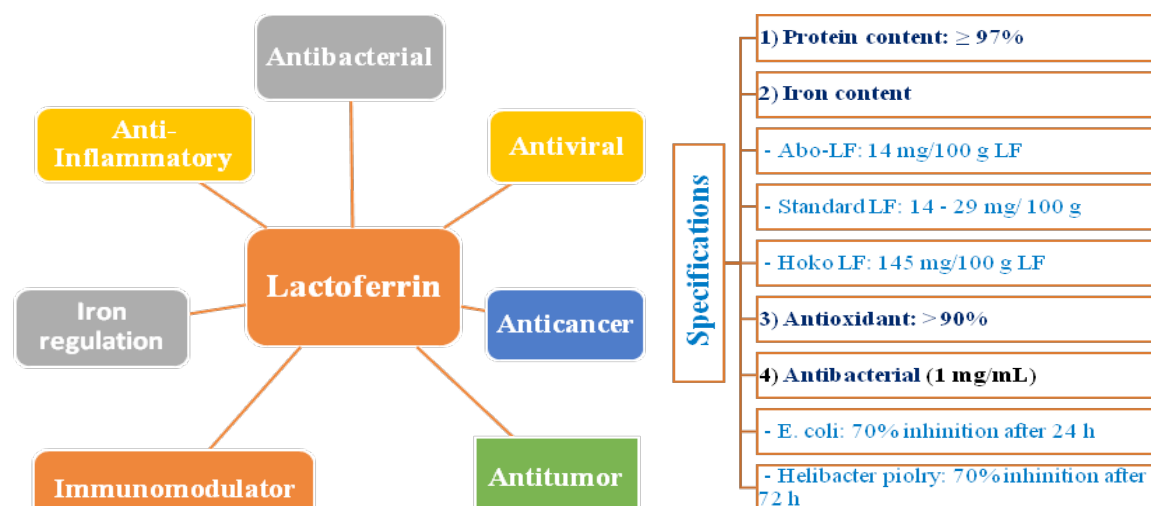 Antibacterial
Anti-
Inflammatory
Antiviral
Lactoferrin
Iron
regulation
Anticancer
Immunomodulator
Antitumor
Specifications
1) Protein content: ≥ 97%
2) Iron content
- Abo-LF: 14 mg/100 g LF
- Standard LF: 14 - 29 mg/ 100 g
- Hoko LF: 145 mg/100 g LF
3) Antioxidant: > 90%
4) Antibacterial (1 mg/mL)
- E. coli: 70% inhinition after 24 h
- Helibacter piolry: 70% inhinition after
72 h